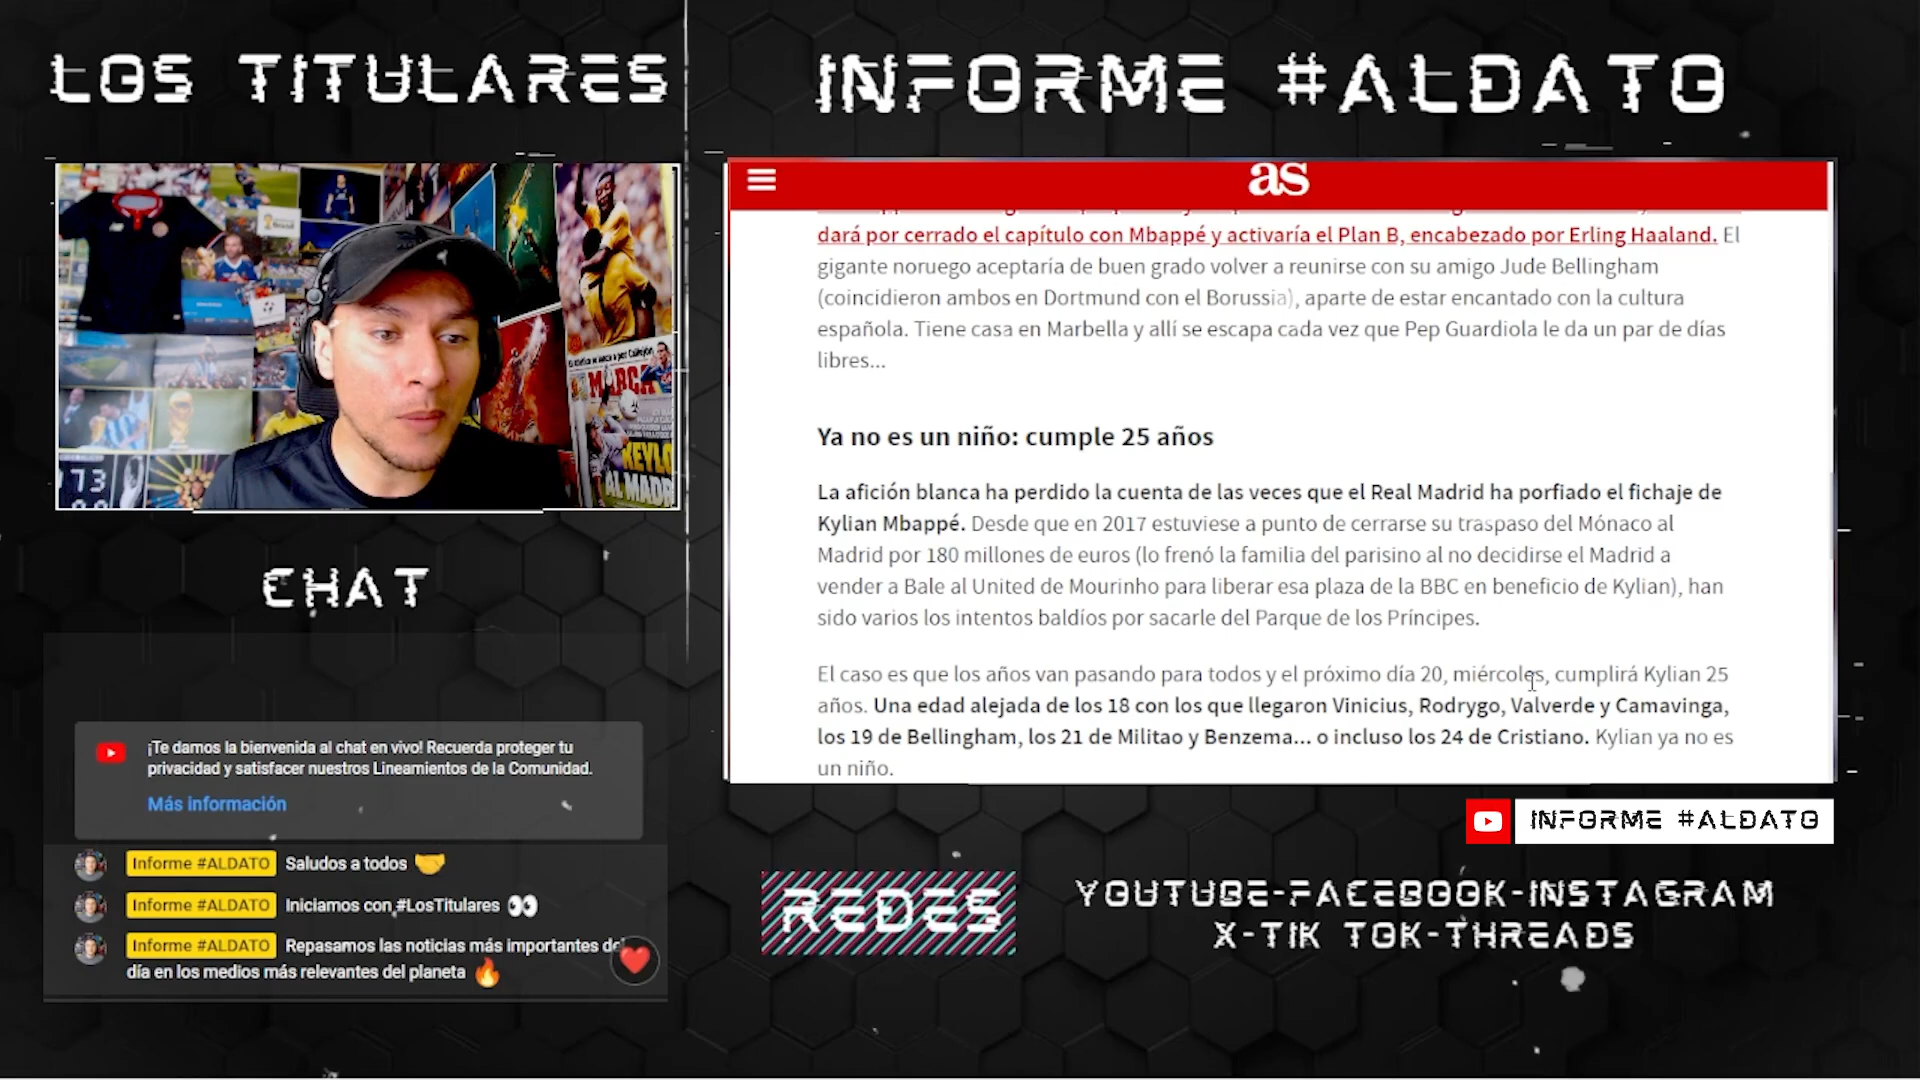 LOS TITULARES
INFORME #ALDATO
as
dará por cerrado el capítulo con Mbappé y activaría el Plan B, encabezado por Erling Haaland. El
gigante noruego aceptaría de buen grado volver a reunirse con su amigo Jude Bellingham
(coincidieron ambos en Dortmund con el Borussia), aparte de estar encantado con la cultura
española. Tiene casa en Marbella y allí se escapa cada vez que Pep Guardiola le da un par de días
libres...
Ya no es un niño: cumple 25 años
La afición blanca ha perdido la cuenta de las veces que el Real Madrid ha porfiado el fichaje de
Kylian Mbappé. Desde que en 2017 estuviese a punto de cerrarse su traspaso del Mónaco al
Madrid por 180 millones de euros (lo frenó la familia del parisino al no decidirse el Madrid a
vender a Bale al United de Mourinho para liberar esa plaza de la BBC en beneficio de Kylian), han
sido varios los intentos baldíos por sacarle del Parque de los Príncipes.
El caso es que los años van pasando para todos y el próximo día 20, miércoles, cumplirá Kylian 25
años. Una edad alejada de los 18 con los que llegaron Vinicius, Rodrygo, Valverde y Camavinga,
los 19 de Bellingham, los 21 de Militao y Benzema... o incluso los 24 de Cristiano. Kylian ya no es
un niño.
MARCA
KEYLO
AL MADR
173
CHAT
¡Te damos la bienvenida al chat en vivo! Recuerda proteger tu
privacidad y satisfacer nuestros Lineamientos de la Comunidad.
Más información
Informe #ALDATO Saludos a todos
Informe #ALDATO Iniciamos con #LosTitulares
Informe #ALDATO Repasamos las noticias más importantes del
día en los medios más relevantes del planeta
INFORME #ALDATO
REDES
YOUTUBE-FACEBOOK-INSTAGRAM
X-TIK TOK-THREADS